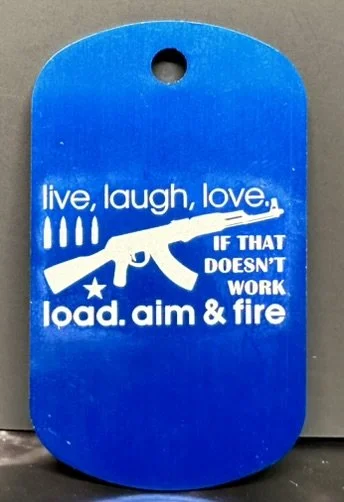 live, laugh, love.
IF THAT
DOESN'T
WORK
load. aim & fire